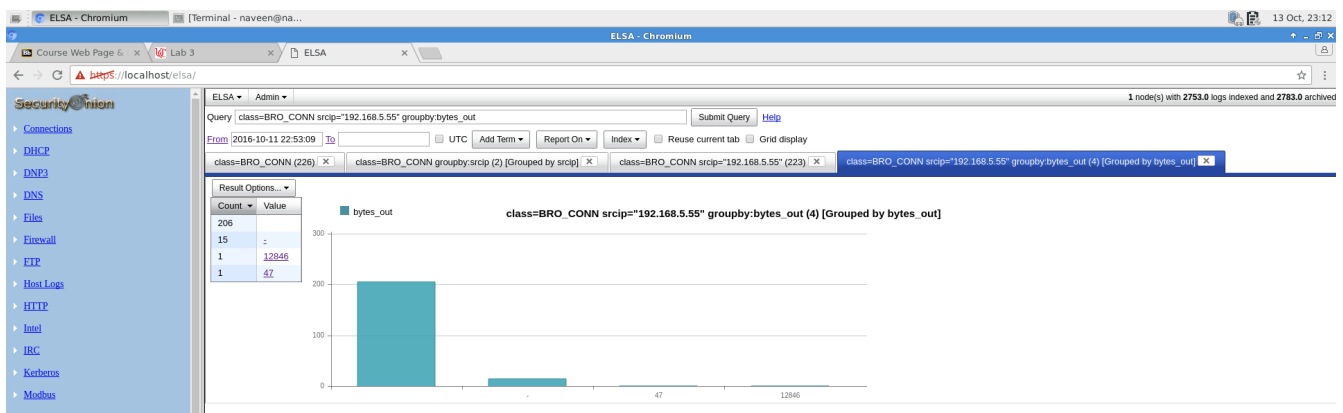 ELSA - Chromium [Terminal - naveen@na... 13 Oct, 23:12
ELSA - Chromium
Course Web Page & Lab 3 ELSA
https://localhost/elsa/
SecurityOnion
Connections
DHCP
DNP3
DNS
Files
Firewall
FTP
Host Logs
HTTP
Intel
IRC
Kerberos
Modbus
ELSA Admin 1 node(s) with 2753.0 logs indexed and 2783.0 archived
Query class=BRO_CONN srcip="192.168.5.55" groupby:bytes_out Submit Query Help
From 2016-10-11 22:53:09 To UTC Add Term Report On Index Reuse current tab Grid display
class=BRO_CONN (226) class=BRO_CONN groupby:srcip (2) [Grouped by srcip] class=BRO_CONN srcip="192.168.5.55" (223) class=BRO_CONN srcip="192.168.5.55" groupby:bytes_out (4) [Grouped by bytes_out]
Result Options...
Count Value
206
15 -
1 12846
1 47
bytes_out
class=BRO_CONN srcip="192.168.5.55" groupby:bytes_out (4) [Grouped by bytes_out]
300
200
100
0
- 47 12846